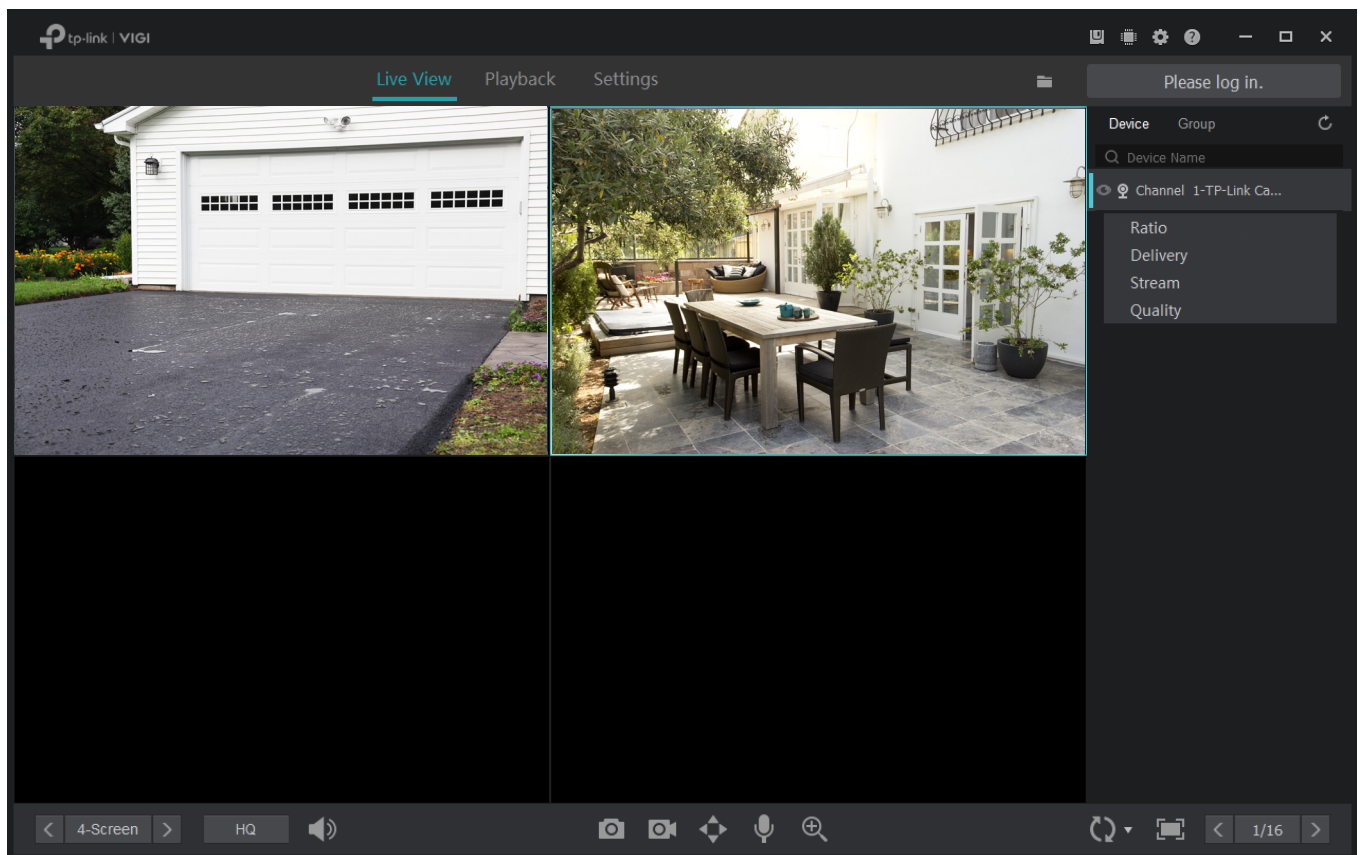 tp-link | VIGI
Live View Playback Settings
Please log in.
Device Group
Device Name
Channel 1-TP-Link Ca...
Ratio
Delivery
Stream
Quality
4-Screen HQ 1/16